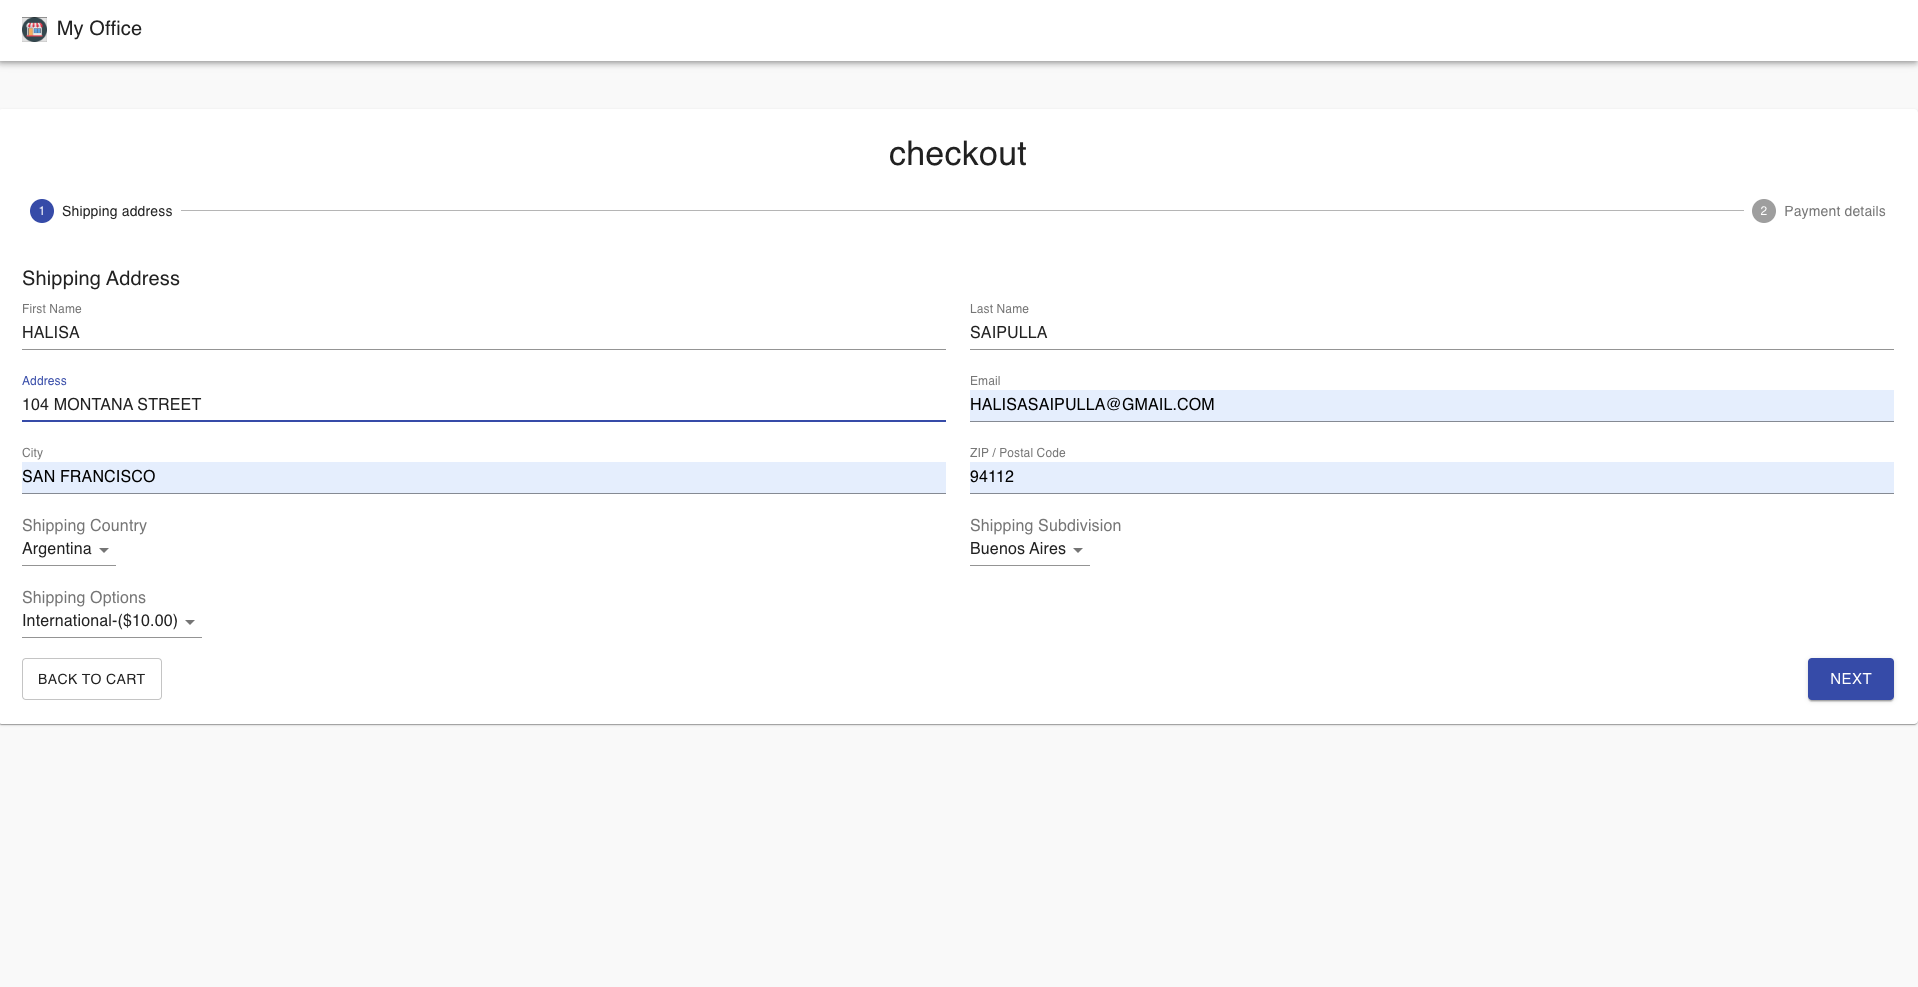 My Office
checkout
1 Shipping address
2 Payment details
Shipping Address
First Name
HALISA
Last Name
SAIPULLA
Address
104 MONTANA STREET
Email
HALISASAIPULLA@GMAIL.COM
City
SAN FRANCISCO
ZIP / Postal Code
94112
Shipping Country
Argentina
Shipping Subdivision
Buenos Aires
Shipping Options
International-($10.00)
BACK TO CART
NEXT